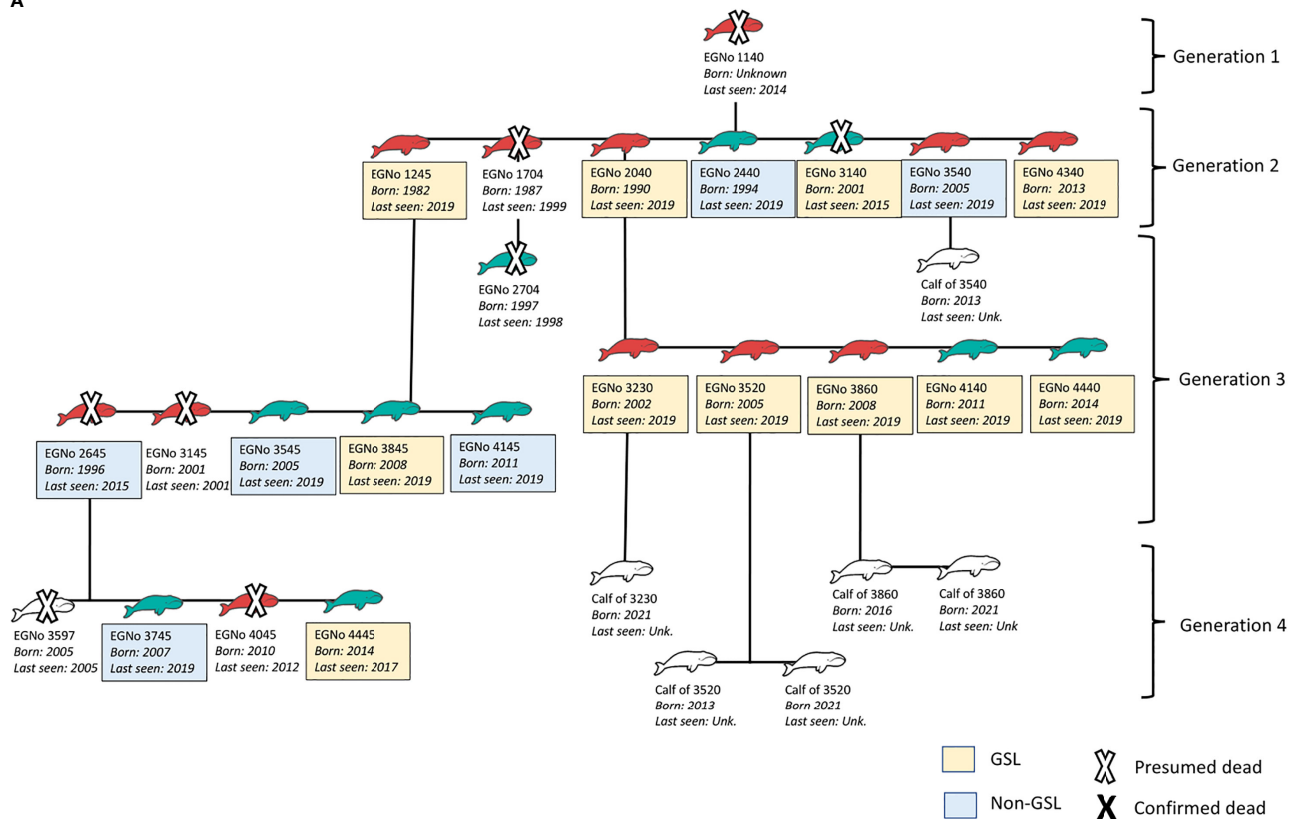 A
EGNo 1140
Born: Unknown
Last seen: 2014
Generation 1
EGNo 1245
Born: 1982
Last seen: 2019
EGNo 1704
Born: 1987
Last seen: 1999
EGNo 2040
Born: 1990
Last seen: 2019
EGNo 2440
Born: 1994
Last seen: 2019
EGNo 3140
Born: 2001
Last seen: 2015
EGNo 3540
Born: 2005
Last seen: 2019
EGNo 4340
Born: 2013
Last seen: 2019
Generation 2
EGNo 2704
Born: 1997
Last seen: 1998
Calf of 3540
Born: 2013
Last seen: Unk.
EGNo 3230
Born: 2002
Last seen: 2019
EGNo 3520
Born: 2005
Last seen: 2019
EGNo 3860
Born: 2008
Last seen: 2019
EGNo 4140
Born: 2011
Last seen: 2019
EGNo 4440
Born: 2014
Last seen: 2019
Generation 3
EGNo 2645
Born: 1996
Last seen: 2015
EGNo 3145
Born: 2001
Last seen: 2001
EGNo 3545
Born: 2005
Last seen: 2019
EGNo 3845
Born: 2008
Last seen: 2019
EGNo 4145
Born: 2011
Last seen: 2019
Calf of 3230
Born: 2021
Last seen: Unk.
Calf of 3860
Born: 2016
Last seen: Unk.
Calf of 3860
Born: 2021
Last seen: Unk
Generation 4
EGNo 3597
Born: 2005
Last seen: 2005
EGNo 3745
Born: 2007
Last seen: 2019
EGNo 4045
Born: 2010
Last seen: 2012
EGNo 4445
Born: 2014
Last seen: 2017
Calf of 3520
Born: 2013
Last seen: Unk.
Calf of 3520
Born 2021
Last seen: Unk.
GSL
Presumed dead
Non-GSL
Confirmed dead